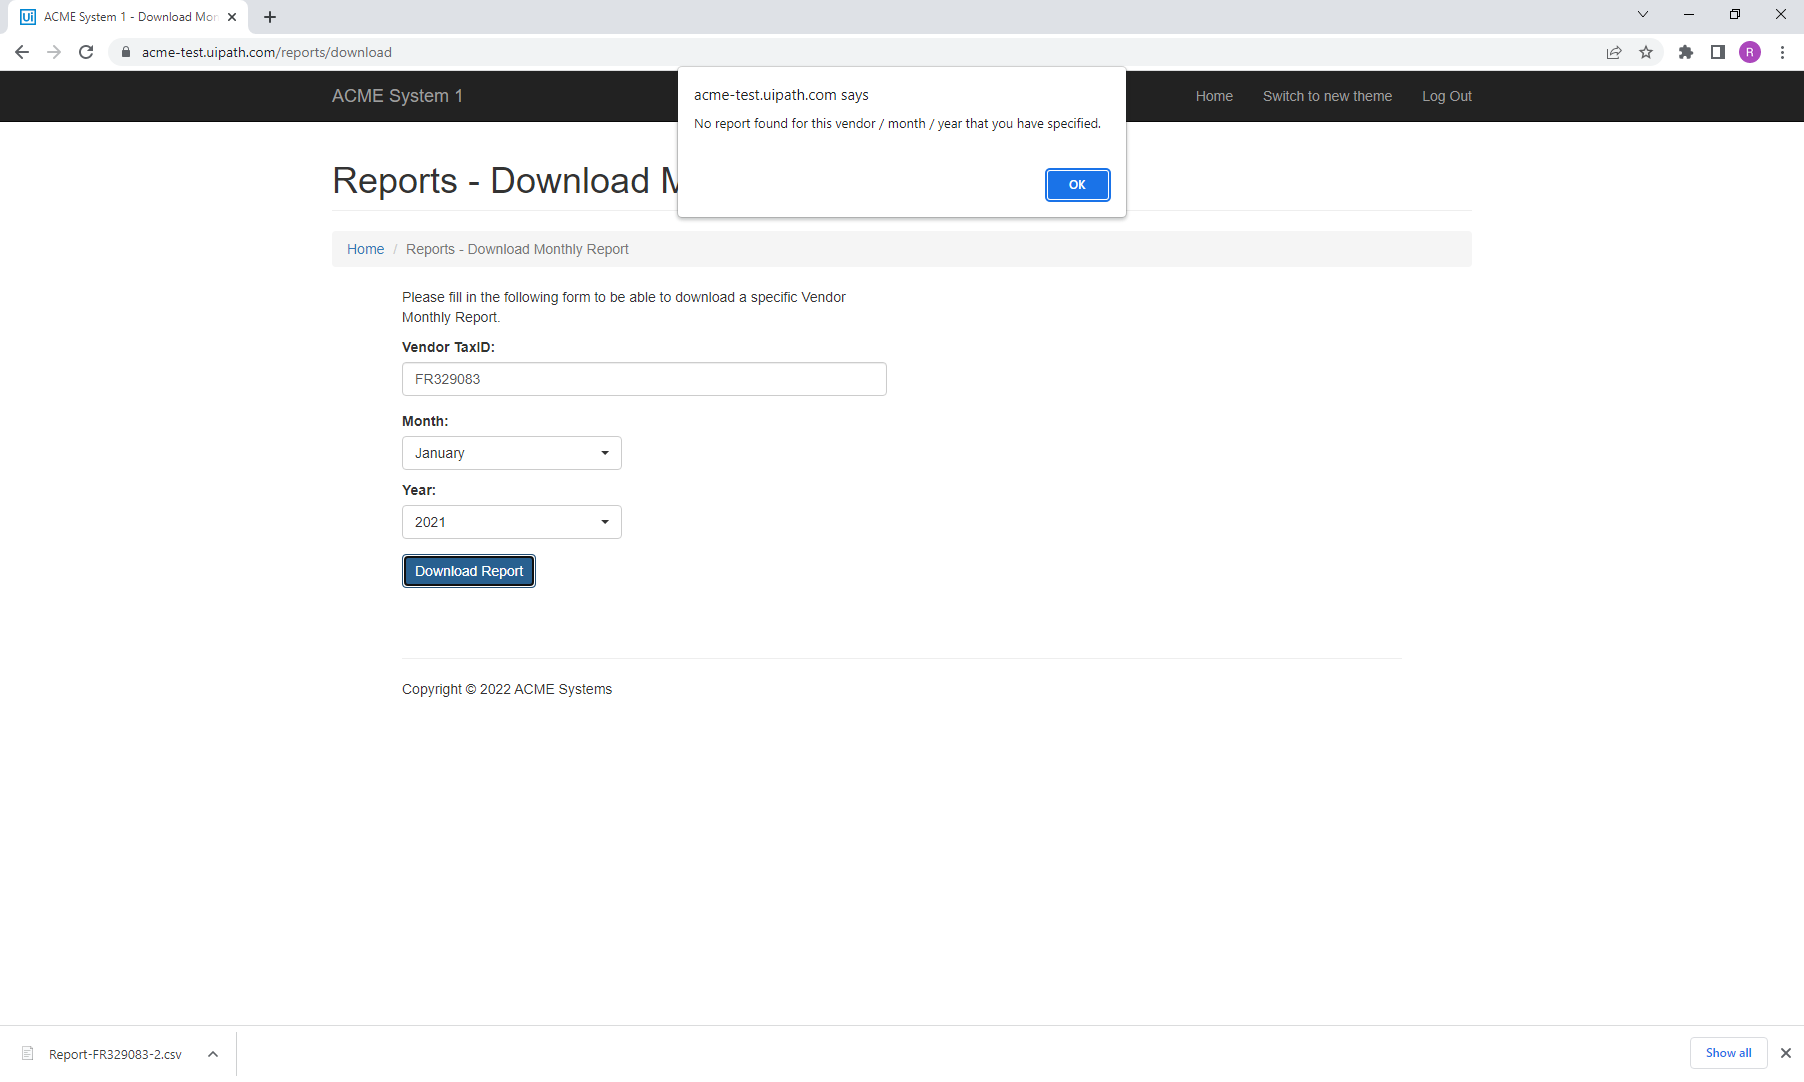 ACME System 1 - Download Mon
acme-test.uipath.com/reports/download
R
ACME System 1
Home
Switch to new theme
Log Out
acme-test.uipath.com says
No report found for this vendor / month / year that you have specified.
OK
Reports - Download
Home / Reports - Download Monthly Report
Please fill in the following form to be able to download a specific Vendor
Monthly Report.
Vendor TaxID:
FR329083
Month:
January
Year:
2021
Download Report
Copyright © 2022 ACME Systems
Report-FR329083-2.csv
Show all